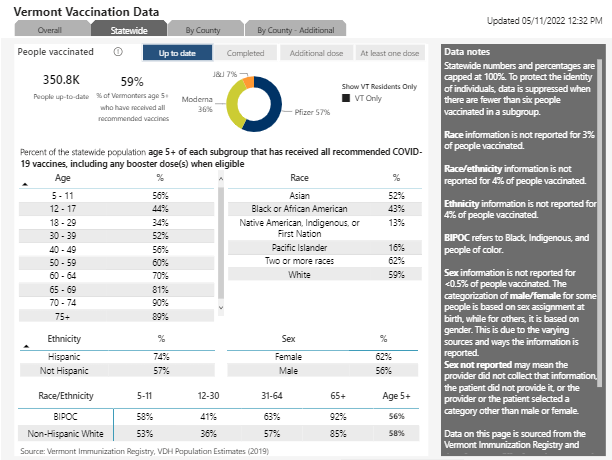 Vermont Vaccination Data
Updated 05/11/2022 12:32 PM
Overall
Statewide
By County
By County - Additional
People vaccinated
Up to date
Completed
Additional dose
At least one dose
350.8K
People up-to-date
59%
% of Vermonters age 5+
who have received all
recommended vaccines
J&J 7%
Moderna
36%
Pfizer 57%
Show VT Residents Only
VT Only
Percent of the statewide population age 5+ of each subgroup that has received all recommended COVID-
19 vaccines, including any booster dose(s) when eligible
Age %
5 - 11 56%
12 - 17 44%
18 - 29 34%
30 - 39 52%
40 - 49 56%
50 - 59 60%
60 - 64 70%
65 - 69 81%
70 - 74 90%
75+ 89%
Race %
Asian 52%
Black or African American 43%
Native American, Indigenous, or 13%
First Nation
Pacific Islander 16%
Two or more races 62%
White 59%
Ethnicity %
Hispanic 74%
Not Hispanic 57%
Sex %
Female 62%
Male 56%
Race/Ethnicity 5-11 12-30 31-64 65+ Age 5+
BIPOC 58% 41% 63% 92% 56%
Non-Hispanic White 53% 36% 57% 85% 58%
Source: Vermont Immunization Registry, VDH Population Estimates (2019)
Data notes
Statewide numbers and percentages are
capped at 100%. To protect the identity
of individuals, data is suppressed when
there are fewer than six people
vaccinated in a subgroup.
Race information is not reported for 3%
of people vaccinated.
Race/ethnicity information is not
reported for 4% of people vaccinated.
Ethnicity information is not reported for
4% of people vaccinated.
BIPOC refers to Black, Indigenous, and
people of color.
Sex information is not reported for
<0.5% of people vaccinated. The
categorization of male/female for some
people is based on sex assignment at
birth, while for others, it is based on
gender. This is due to the varying
sources and ways the information is
reported.
Sex not reported may mean the
provider did not collect that information,
the patient did not provide it, or the
provider or the patient selected a
category other than male or female.
Data on this page is sourced from the
Vermont Immunization Registry and